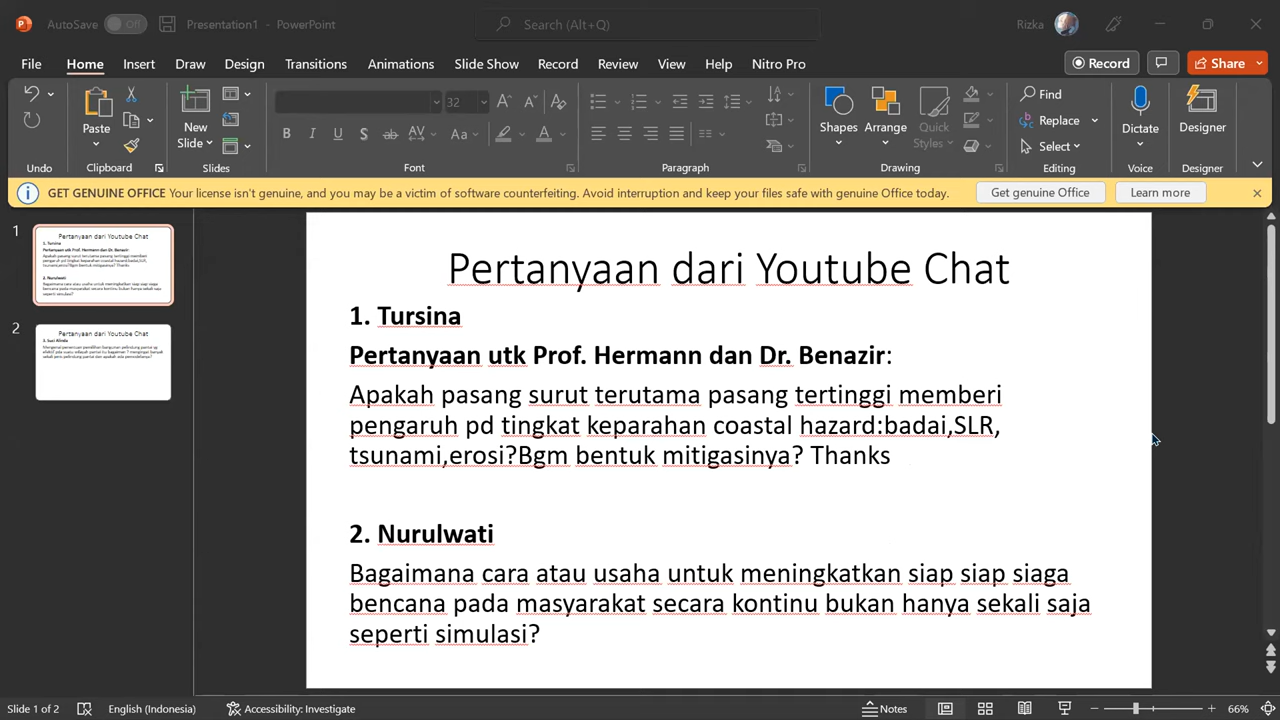 AutoSave Off Presentation1 - PowerPoint Search (Alt+Q) Rizka
File Home Insert Draw Design Transitions Animations Slide Show Record Review View Help Nitro Pro Record Share
Paste New Slide 32 Shapes Arrange Quick Styles Find Replace Select Dictate Designer
Undo Clipboard Slides Font Paragraph Drawing Editing Voice Designer
GET GENUINE OFFICE Your license isn't genuine, and you may be a victim of software counterfeiting. Avoid interruption and keep your files safe with genuine Office today. Get genuine Office Learn more
1
2
Pertanyaan dari Youtube Chat
1. Tursina
Pertanyaan utk Prof. Hermann dan Dr. Benazir:
Apakah pasang surut terutama pasang tertinggi memberi
pengaruh pd tingkat keparahan coastal hazard:badai,SLR,
tsunami,erosi?Bgm bentuk mitigasinya? Thanks
2. Nurulwati
Bagaimana cara atau usaha untuk meningkatkan siap siap siaga
bencana pada masyarakat secara kontinu bukan hanya sekali saja
seperti simulasi?
Slide 1 of 2 English (Indonesia) Accessibility: Investigate Notes 66%